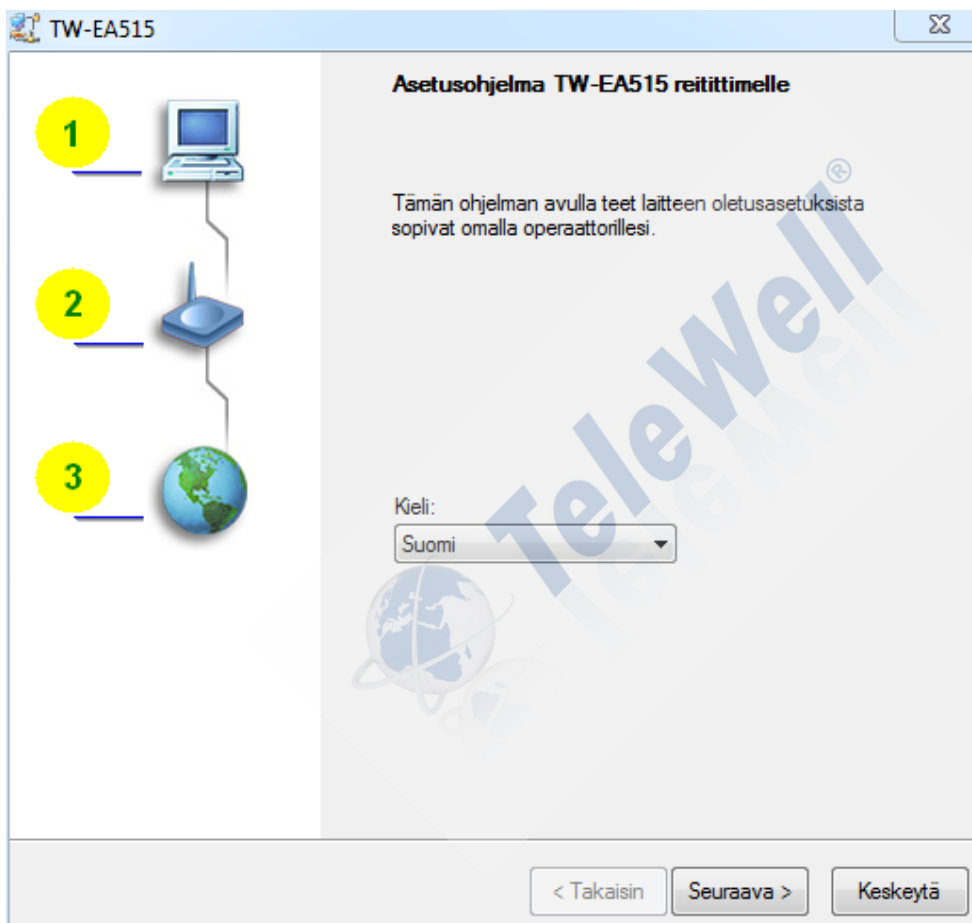 TW-EA515
Asetusohjelma TW-EA515 reitittimelle
1
Tämän ohjelman avulla teet laitteen oletusasetuksista
sopivat omalla operaattorillesi.
2
3
Kieli:
Suomi
TeleWell®
< Takaisin
Seuraava >
Keskeytä